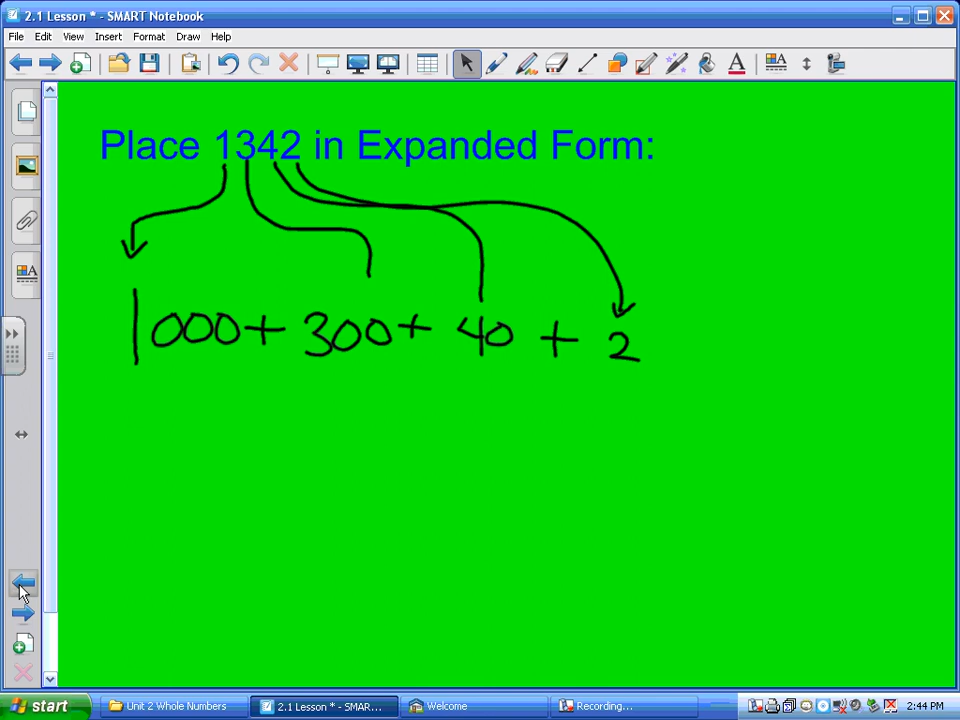 2.1 Lesson * - SMART Notebook
File Edit View Insert Format Draw Help
Place 1342 in Expanded Form:
1000 + 300 + 40 + 2
start Unit 2 Whole Numbers 2.1 Lesson * - SMAR... Welcome Recording... 2:44 PM